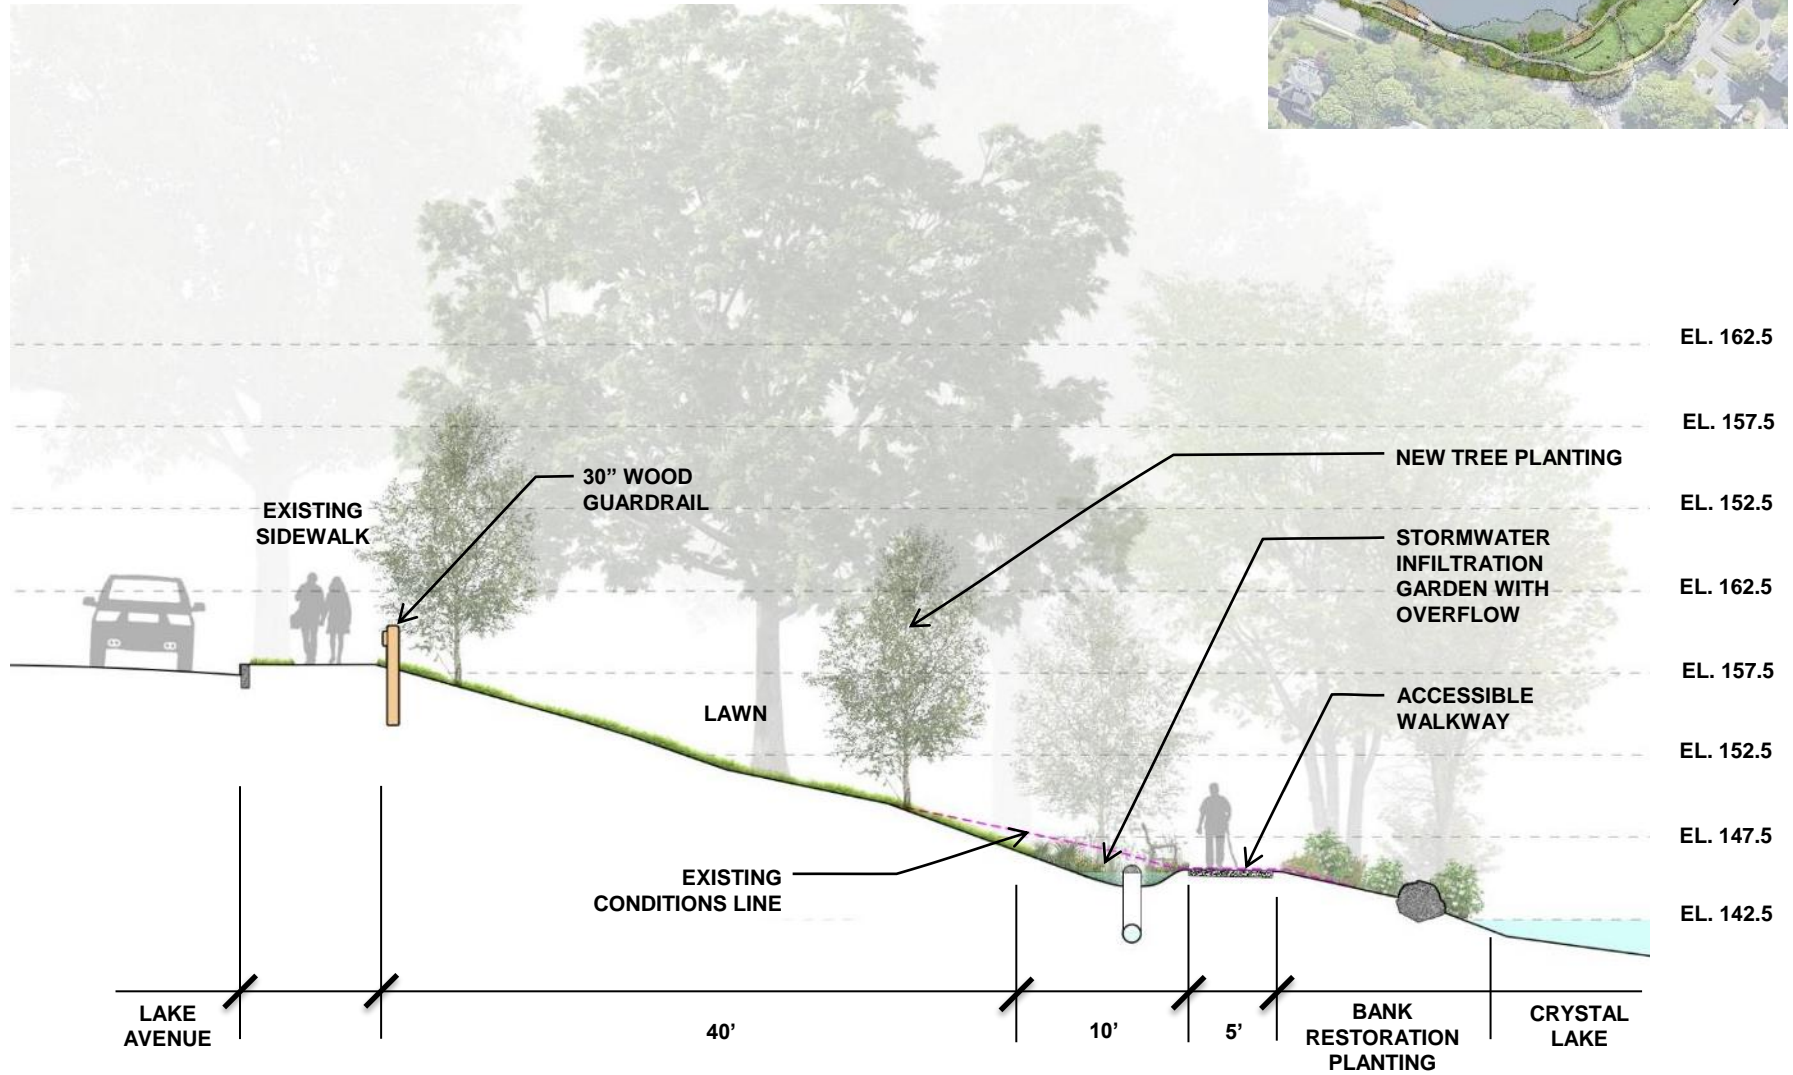 EL. 162.5
EL. 157.5
NEW TREE PLANTING
30” WOOD
GUARDRAIL
EXISTING
SIDEWALK
EL. 152.5
STORMWATER
INFILTRATION
GARDEN WITH
OVERFLOW
EL. 162.5
EL. 157.5
ACCESSIBLE
WALKWAY
LAWN
EL. 152.5
EL. 147.5
EXISTING
CONDITIONS LINE
EL. 142.5
LAKE
AVENUE
40’
10’
5’
BANK
RESTORATION
PLANTING
CRYSTAL
LAKE